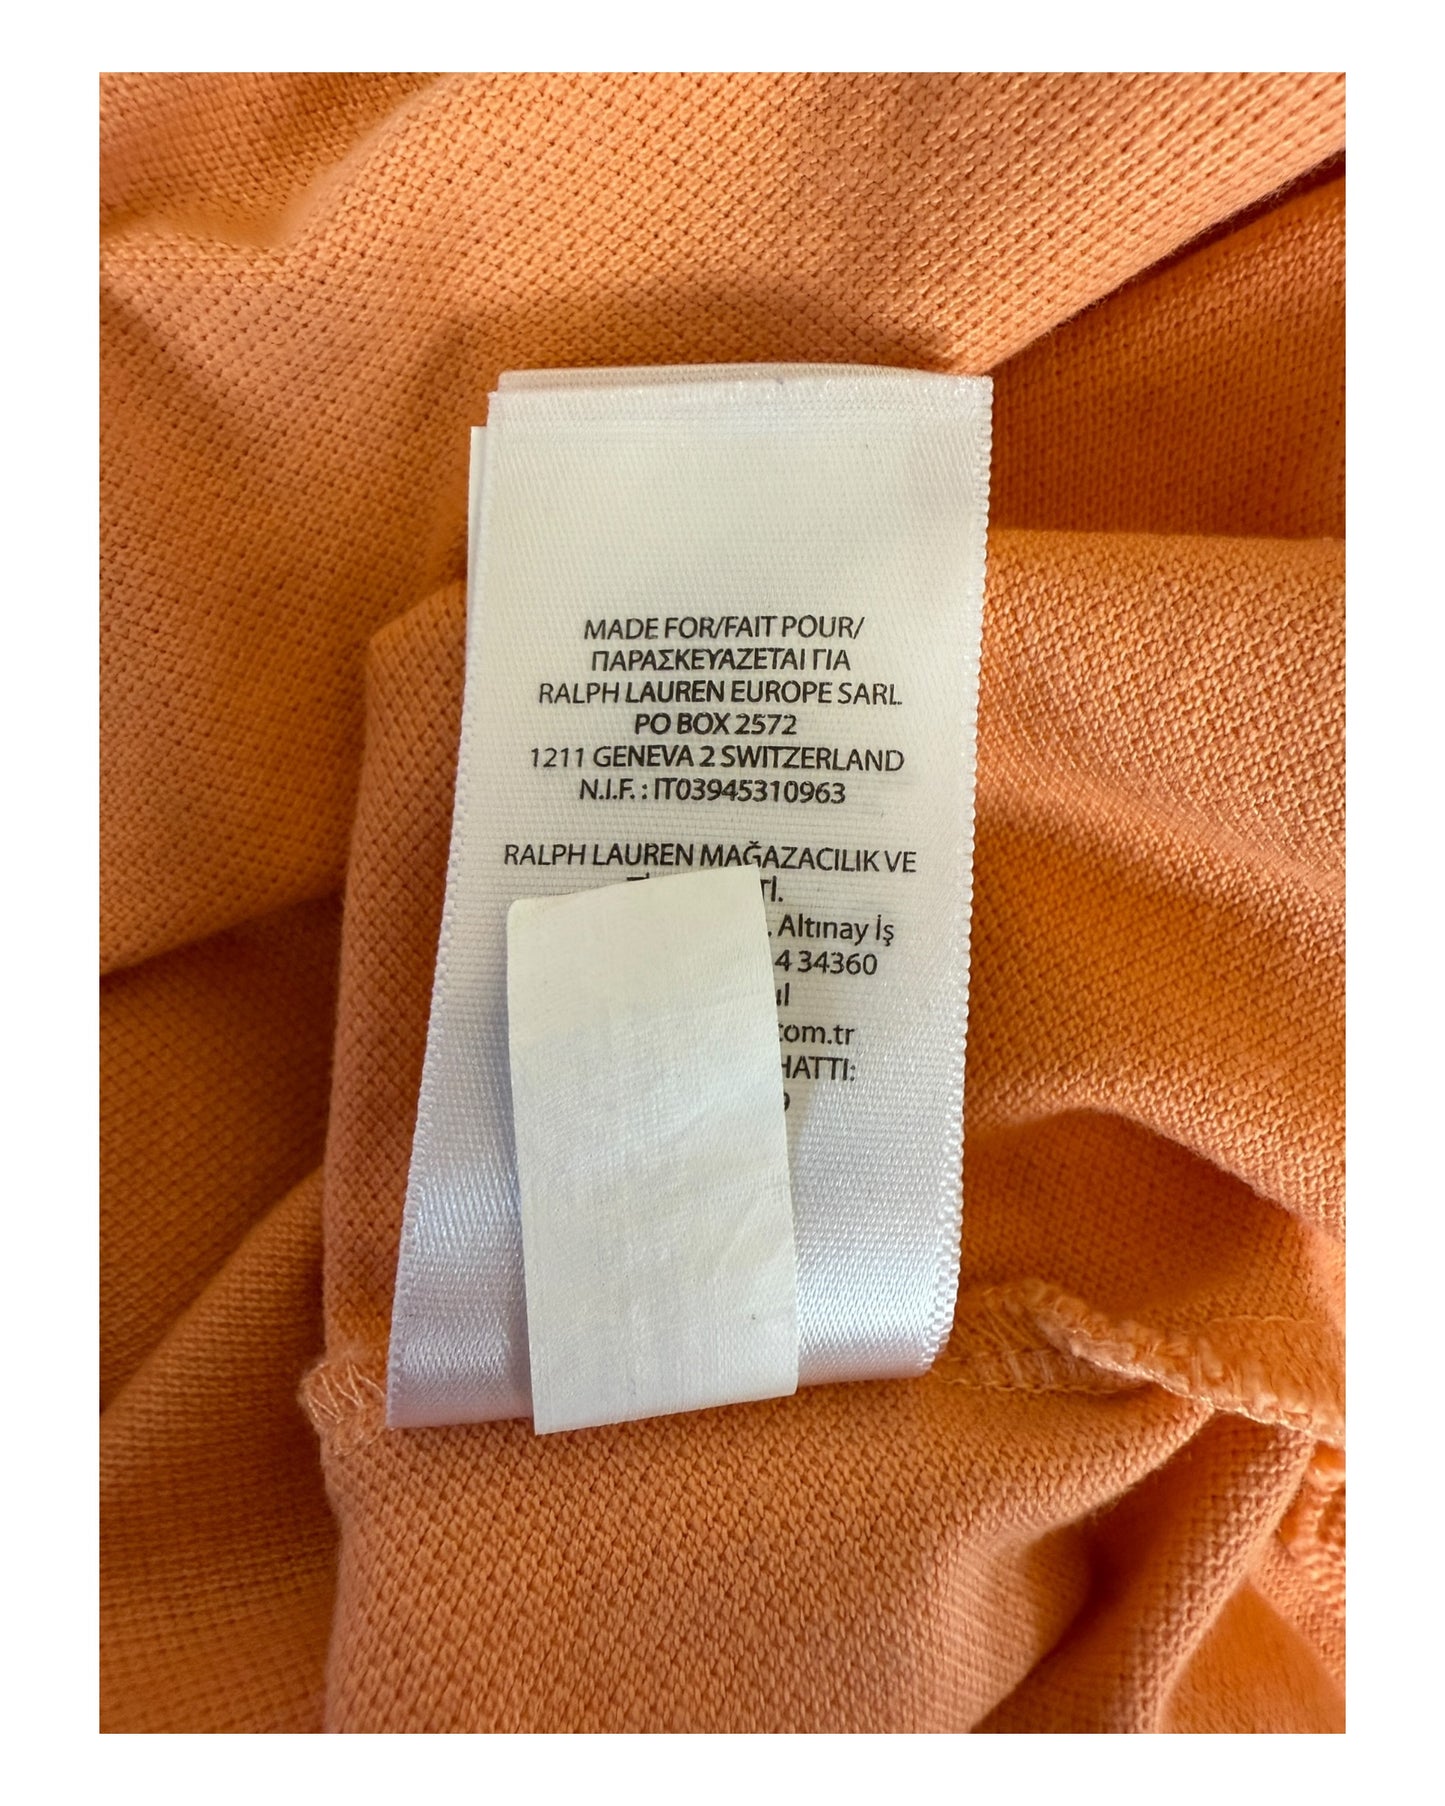 MADE FOR/FAIT POUR/
ΠΑΡΑΣΚΕΥΑΖΕΤΑΙ ΓΙΑ
RALPH LAUREN EUROPE SARL
PO BOX 2572
1211 GENEVA 2 SWITZERLAND
N.I.F. : IT03945310963
RALPH LAUREN MAĞAZACILIK VE
Altınay İş
34360
com.tr
HATTI: